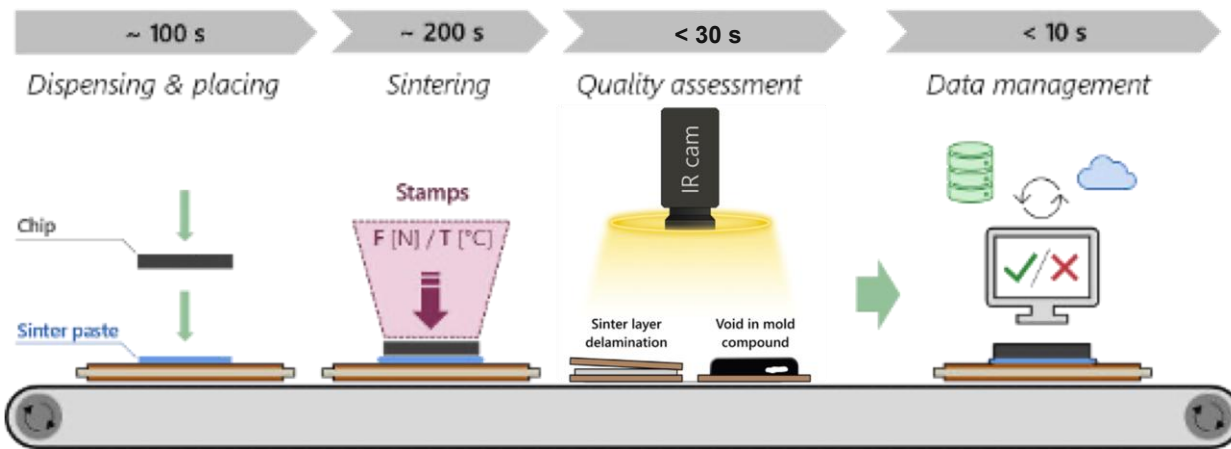 ~ 100 s
~ 200 s
< 30 s
< 10 s
Dispensing & placing
Sintering
Quality assessment
Data management
IR cam
Stamps
F [N] / T [°C]
Chip
Sinter paste
Sinter layer
delamination
Void in mold
compound